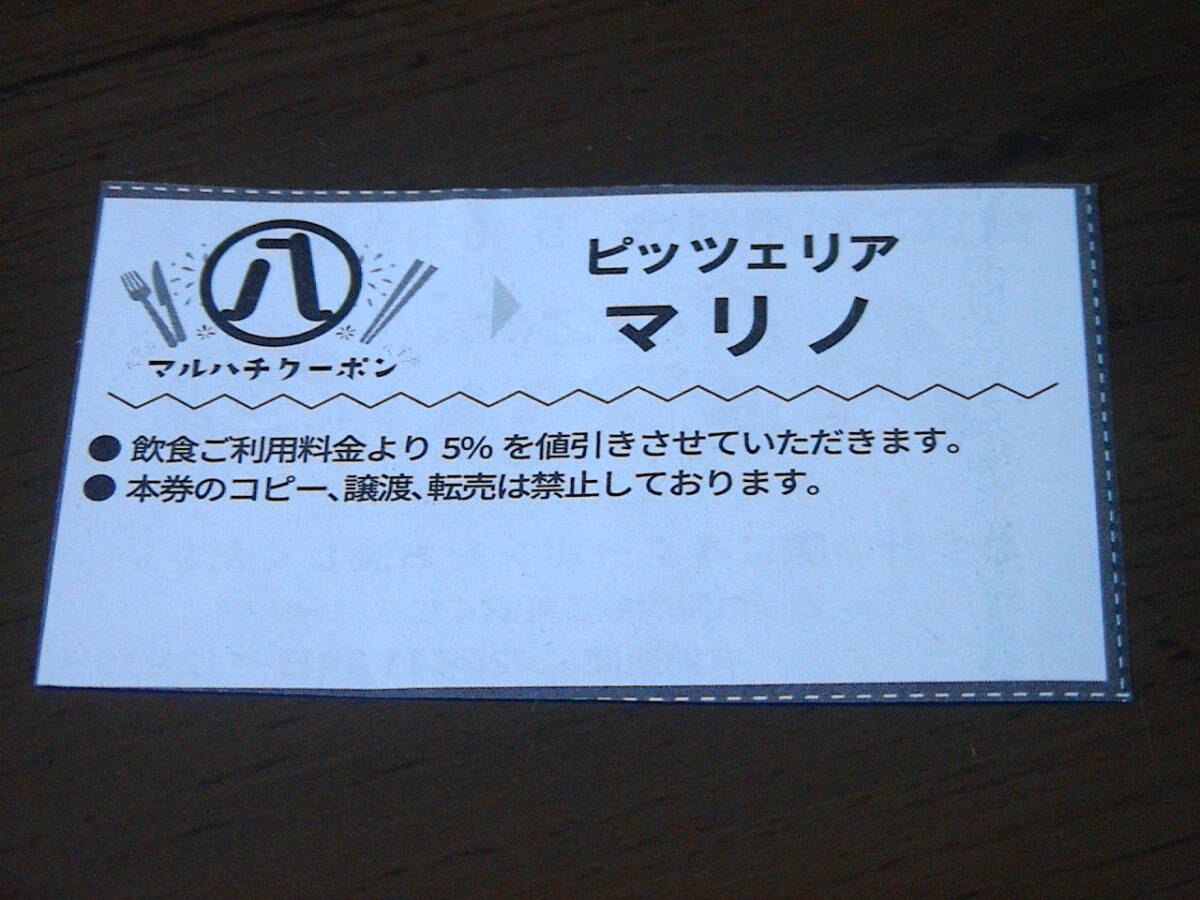 八
マルハチクーポン
ピッツェリア
マリノ
● 飲食ご利用料金より 5% を値引きさせていただきます。
● 本券のコピー、譲渡、転売は禁止しております。